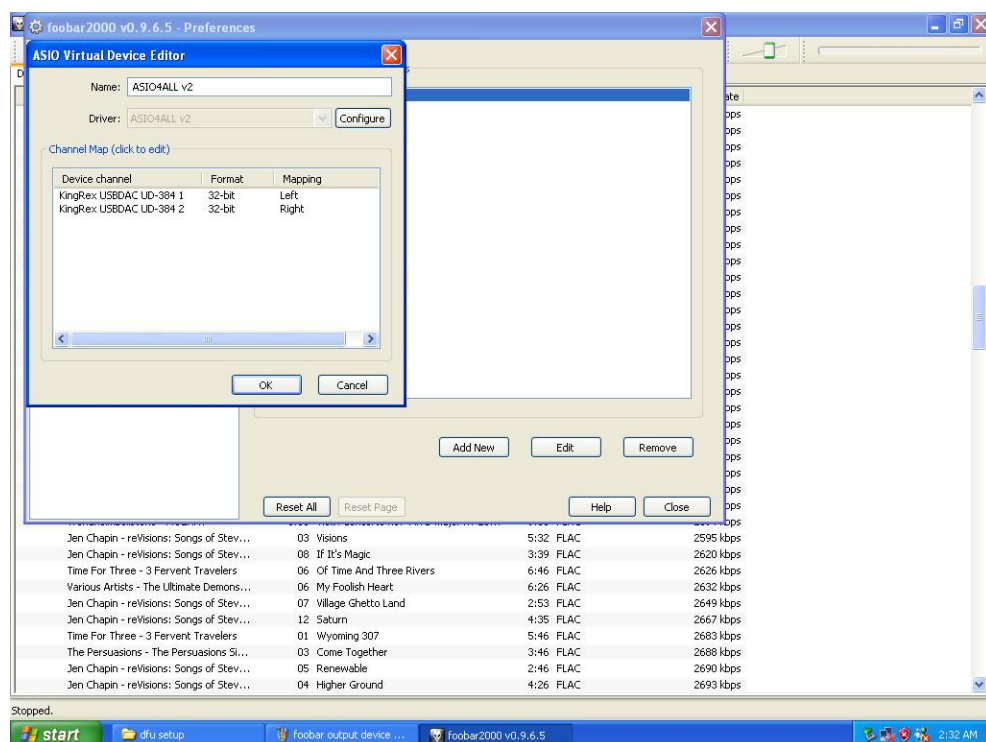 foobar2000 v0.9.6.5 - Preferences
ASIO Virtual Device Editor
Name: ASIO4ALL v2
Driver: ASIO4ALL v2 Configure
Channel Map (click to edit)
Device channel Format Mapping
KingRex USBDAC UD-384 1 32-bit Left
KingRex USBDAC UD-384 2 32-bit Right
OK Cancel
Add New Edit Remove
Reset All Reset Page Help Close
Jen Chapin - reVisions: Songs of Stev... 03 Visions 5:32 FLAC 2595 kbps
Jen Chapin - reVisions: Songs of Stev... 08 If It's Magic 3:39 FLAC 2620 kbps
Time For Three - 3 Fervent Travelers 06 Of Time And Three Rivers 6:46 FLAC 2626 kbps
Various Artists - The Ultimate Demons... 06 My Foolish Heart 6:26 FLAC 2632 kbps
Jen Chapin - reVisions: Songs of Stev... 07 Village Ghetto Land 2:53 FLAC 2649 kbps
Jen Chapin - reVisions: Songs of Stev... 12 Saturn 4:35 FLAC 2667 kbps
Time For Three - 3 Fervent Travelers 01 Wyoming 307 5:46 FLAC 2683 kbps
The Persuasions - The Persuasions Si... 03 Come Together 3:46 FLAC 2688 kbps
Jen Chapin - reVisions: Songs of Stev... 05 Renewable 2:46 FLAC 2690 kbps
Jen Chapin - reVisions: Songs of Stev... 04 Higher Ground 4:26 FLAC 2693 kbps
Stopped.
start dfu setup foobar output device ... foobar2000 v0.9.6.5 2:32 AM